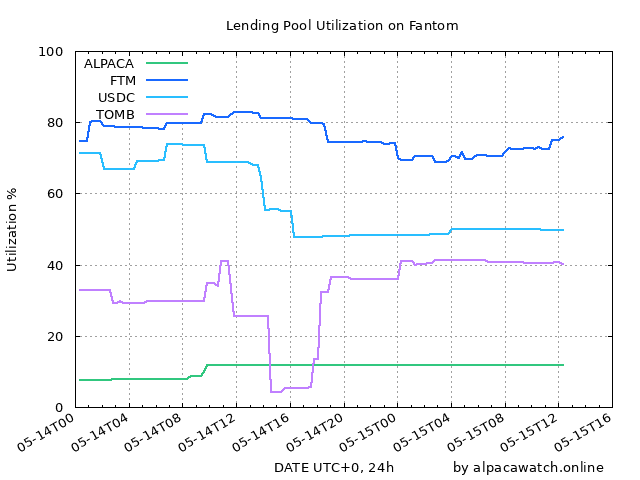 Lending Pool Utilization on Fantom
100
80
60
40
20
0
Utilization %
ALPACA
FTM
USDC
TOMB
05-14T00
05-14T04
05-14T08
05-14T12
05-14T16
05-14T20
05-15T00
05-15T04
05-15T08
05-15T12
05-15T16
DATE UTC+0, 24h
by alpacawatch.online